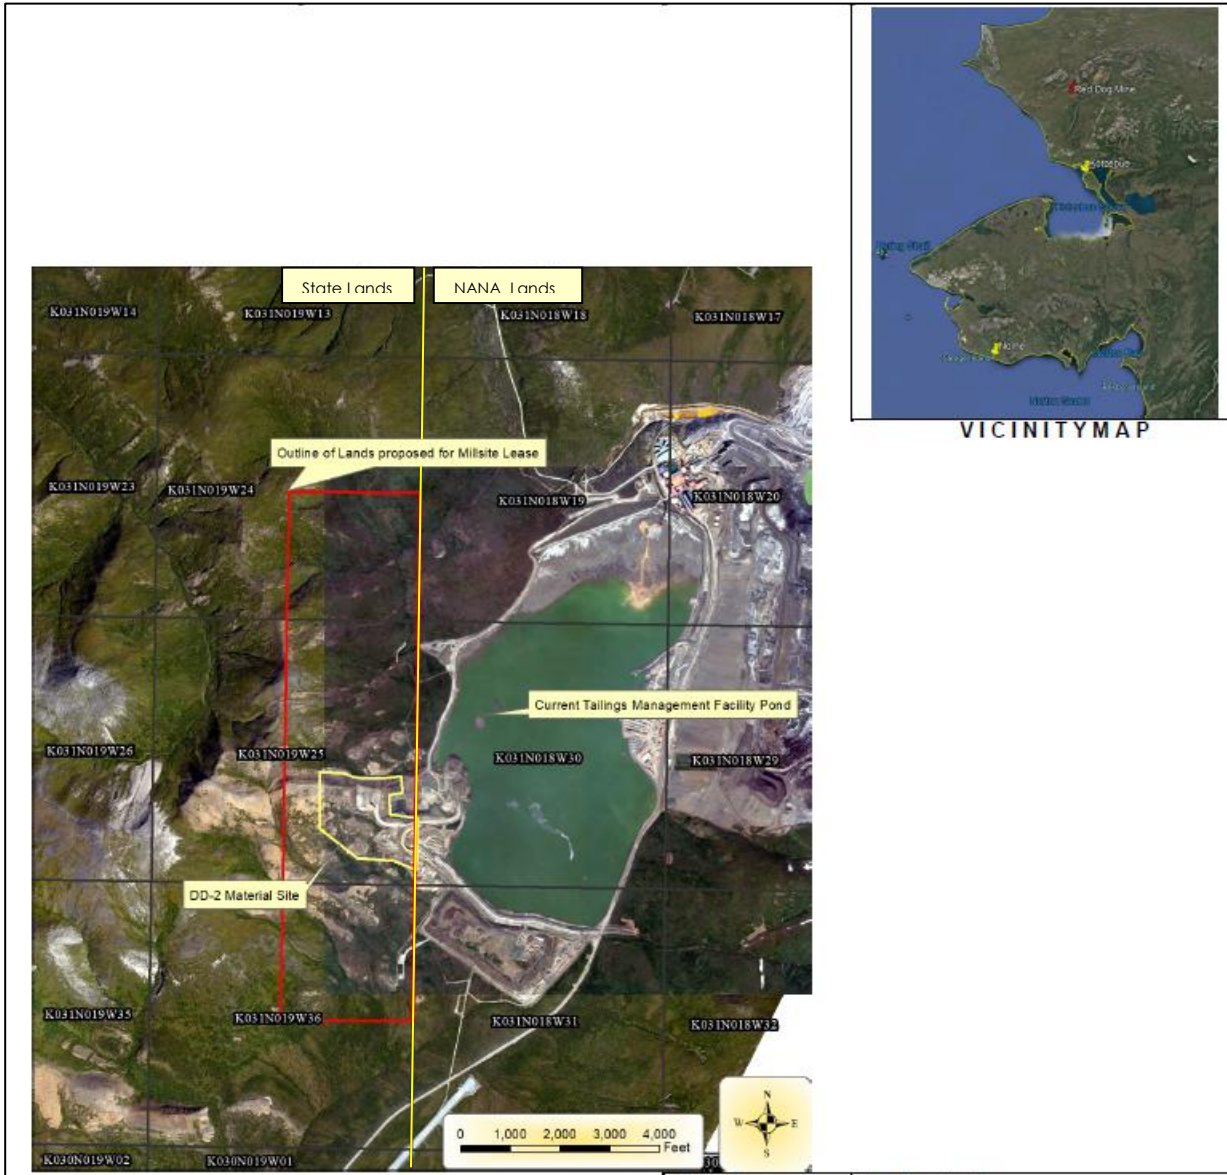 State Lands
NANA Lands
K031N019W14
K031N019W13
K031N018W18
K031N018W17
Outline of Lands proposed for Millsite Lease
K031N019W23
K031N019W24
K031N018W19
K031N018W20
Current Tailings Management Facility Pond
K031N019W26
K031N019W25
K031N018W30
K031N018W29
DD-2 Material Site
K031N019W35
K031N019W36
K031N018W31
K031N018W32
K030N019W02
K030N019W01
0 1,000 2,000 3,000 4,000
Feet
N
W E
S
Red Dog Mine
Kotzebue
Bering Strait
Nome
VICINITYMAP